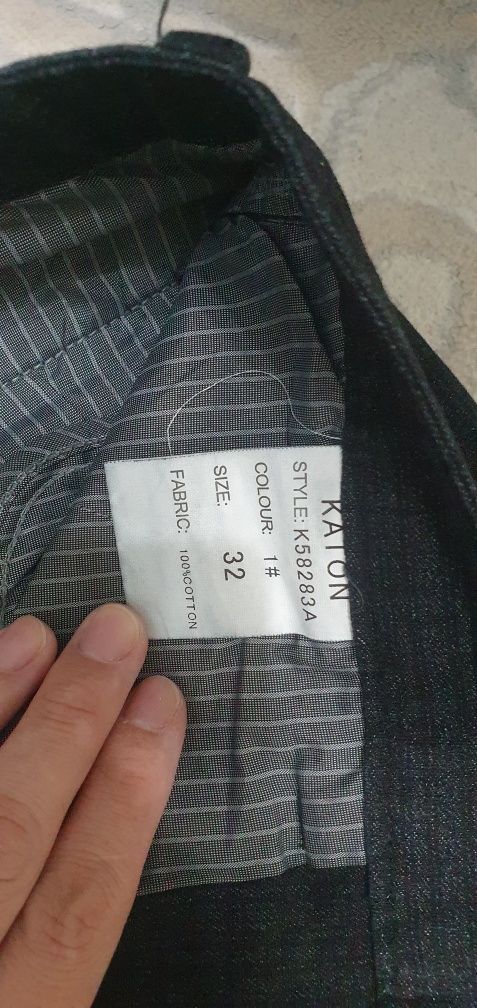 KATON
STYLE: K58283A
COLOUR: 1#
SIZE: 32
FABRIC: 100%COTTON